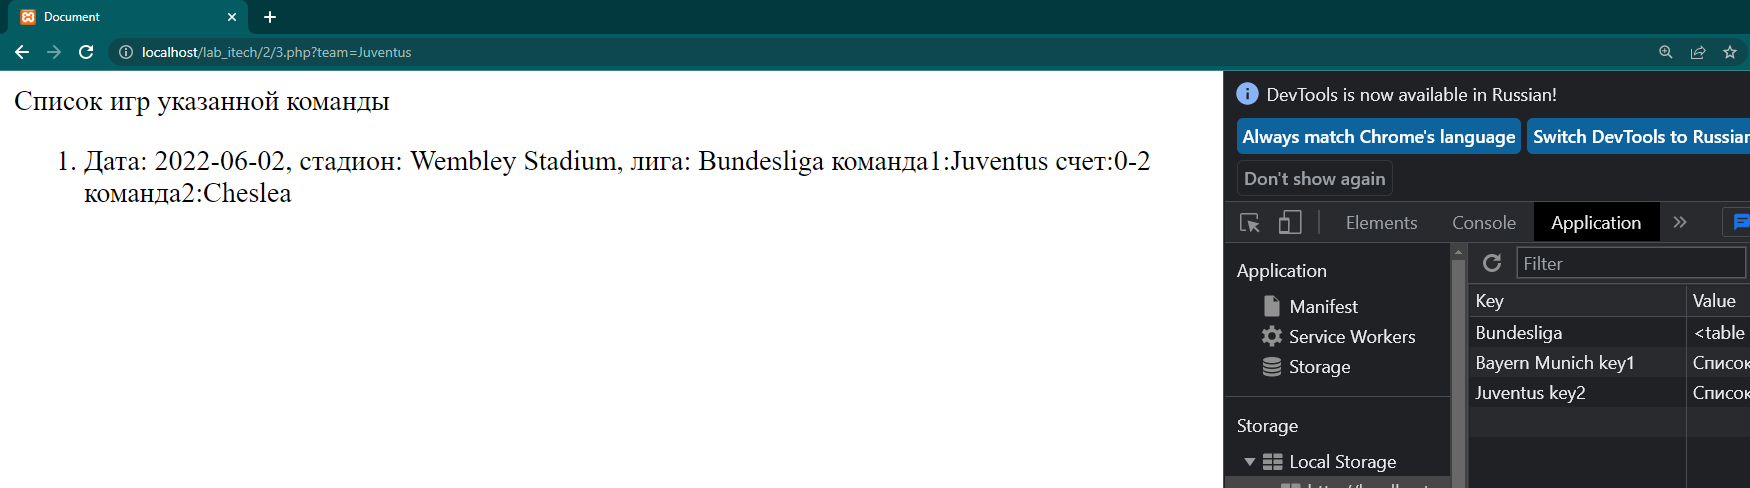 Document
localhost/lab_itech/2/3.php?team=Juventus
Список игр указанной команды
1. Дата: 2022-06-02, стадион: Wembley Stadium, лига: Bundesliga команда1:Juventus счет:0-2
команда2:Cheslea
DevTools is now available in Russian!
Always match Chrome's language
Switch DevTools to Russian
Don't show again
Elements
Console
Application
Filter
Application
Manifest
Service Workers
Storage
Storage
Local Storage
Key
Value
Bundesliga
<table
Bayern Munich key1
Список
Juventus key2
Список